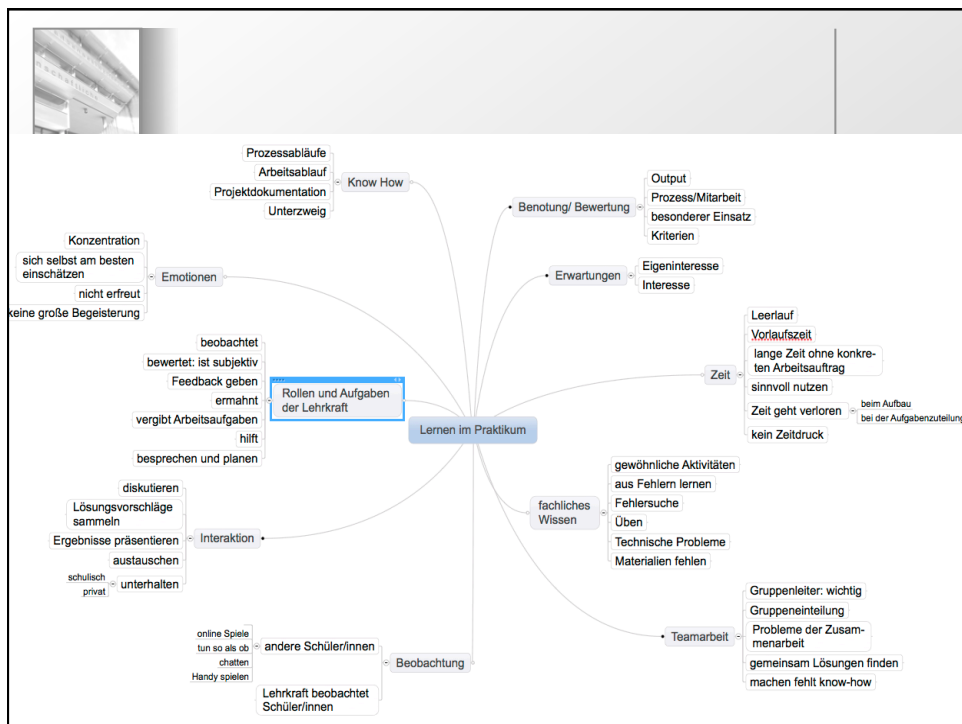 Lernen im Praktikum
Know How
Prozessabläufe
Arbeitsablauf
Projektdokumentation
Unterzweig
Emotionen
Konzentration
sich selbst am besten
einschätzen
nicht erfreut
keine große Begeisterung
Rollen und Aufgaben
der Lehrkraft
beobachtet
bewertet: ist subjektiv
Feedback geben
ermahnt
vergibt Arbeitsaufgaben
hilft
besprechen und planen
Interaktion
diskutieren
Lösungsvorschläge
sammeln
Ergebnisse präsentieren
austauschen
unterhalten
schulisch
privat
Beobachtung
andere Schüler/innen
online Spiele
tun so als ob
chatten
Handy spielen
Lehrkraft beobachtet
Schüler/innen
Benotung/ Bewertung
Output
Prozess/Mitarbeit
besonderer Einsatz
Kriterien
Erwartungen
Eigeninteresse
Interesse
Zeit
Leerlauf
Vorlaufszeit
lange Zeit ohne konkre-
ten Arbeitsauftrag
sinnvoll nutzen
Zeit geht verloren
beim Aufbau
bei der Aufgabenzuteilung
kein Zeitdruck
fachliches
Wissen
gewöhnliche Aktivitäten
aus Fehlern lernen
Fehlersuche
Üben
Technische Probleme
Materialien fehlen
Teamarbeit
Gruppenleiter: wichtig
Gruppeneinteilung
Probleme der Zusam-
menarbeit
gemeinsam Lösungen finden
machen fehlt know-how